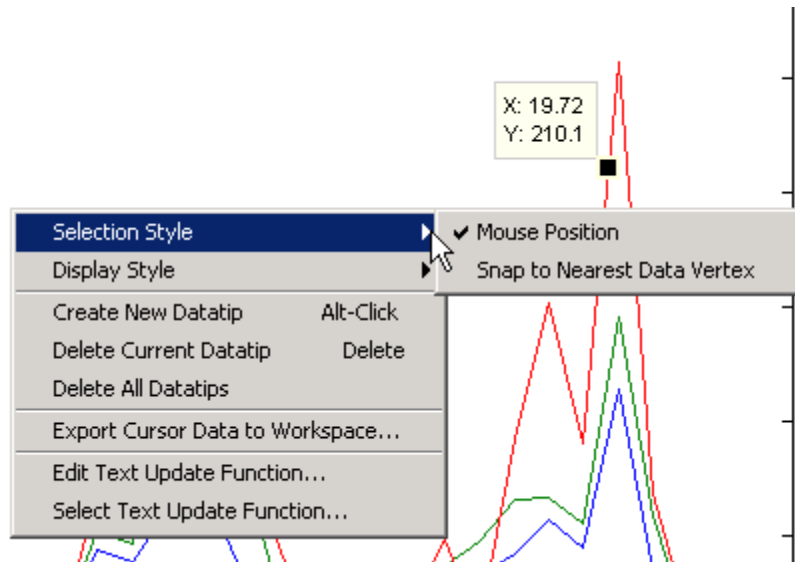 X: 19.72
Y: 210.1
Selection Style
Mouse Position
Display Style
Snap to Nearest Data Vertex
Create New Datatip Alt-Click
Delete Current Datatip Delete
Delete All Datatips
Export Cursor Data to Workspace...
Edit Text Update Function...
Select Text Update Function...